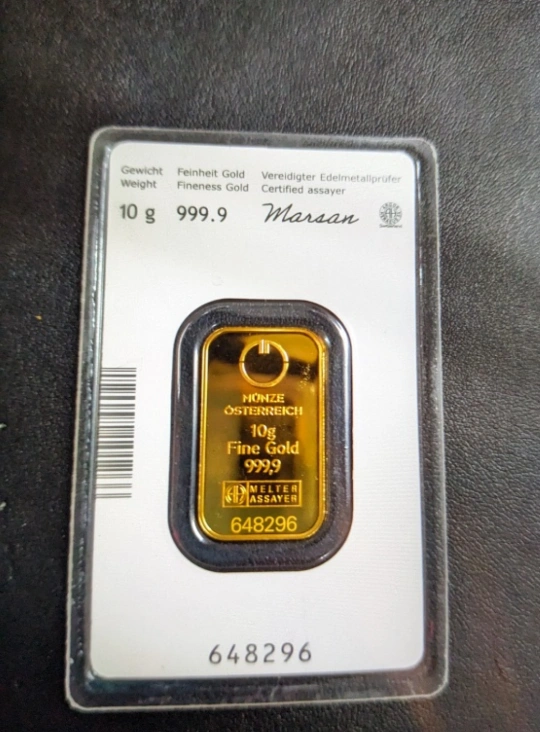 Gewicht Feinheit Gold Vereidigter Edelmetallprüfer
Weight Fineness Gold Certified assayer
10 g 999.9 Marsan
MÜNZE
ÖSTERREICH
10g
Fine Gold
999,9
MELTER
ASSAYER
648296
648296